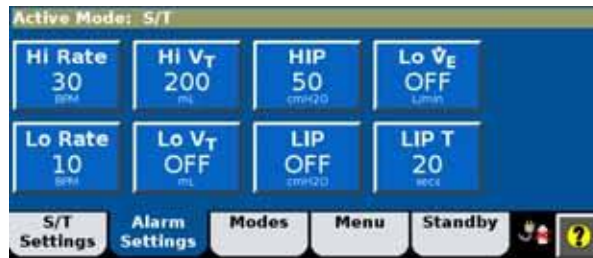 Active Mode: S/T
Hi Rate
30
BPM
Hi VT
200
mL
HIP
50
cmH2O
Lo V̇E
OFF
L/min
Lo Rate
10
BPM
Lo VT
OFF
mL
LIP
OFF
cmH2O
LIP T
20
secs
S/T Settings
Alarm Settings
Modes
Menu
Standby
?